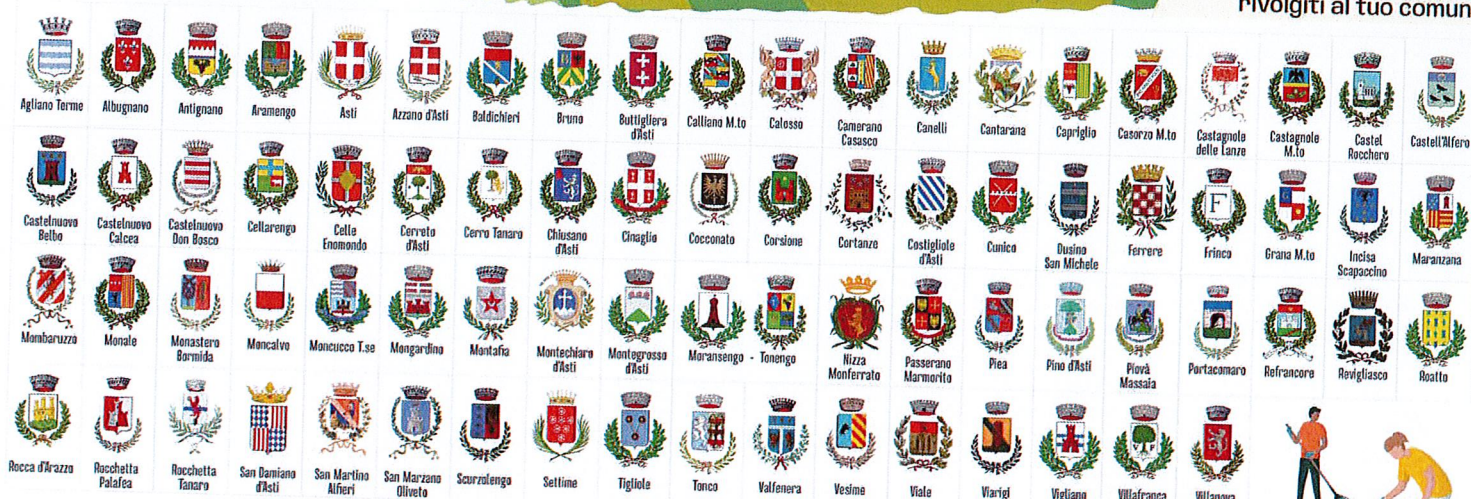 rivolgiti al tuo comun
Agliano Terme
Albugnano
Antignano
Aramengo
Asti
Azzano d'Asti
Baldichieri
Bruno
Buttigliera
d'Asti
Calliano M.to
Calosso
Camerano
Casasco
Canelli
Cantarana
Capriglio
Casorzo M.to
Castagnole
delle Lanze
Castagnole
M.to
Castel
Rocchero
Castell'Alfero
Castelnuovo
Belbo
Castelnuovo
Calcea
Castelnuovo
Don Bosco
Cellarengo
Celle
Enomondo
Cerreto
d'Asti
Cerro Tanaro
Chiusano
d'Asti
Cinaglio
Cocconato
Corsione
Cortanze
Costigliole
d'Asti
Cunico
Dusino
San Michele
Ferrere
F
Frinco
Grana M.to
Incisa
Scapaccino
Maranzana
Mombaruzzo
Monale
Monastero
Bormida
Moncalvo
Moncucco T.se
Mongardino
Montafia
Montechiaro
d'Asti
Montegrosso
d'Asti
Moransengo - Tonengo
Nizza
Monferrato
Passerano
Marmorito
Piea
Pino d'Asti
Piovà
Massaia
Portacomaro
Refrancore
Revigliasco
Roatto
Rocca d'Arazzo
Rocchetta
Palafea
Rocchetta
Tanaro
San Damiano
d'Asti
San Martino
Alfieri
San Marzano
Oliveto
Scurzolengo
Settime
Tigliole
Tonco
Valfenera
Vesime
Viale
Viarigi
Vigliano
Villafranca
Villanova